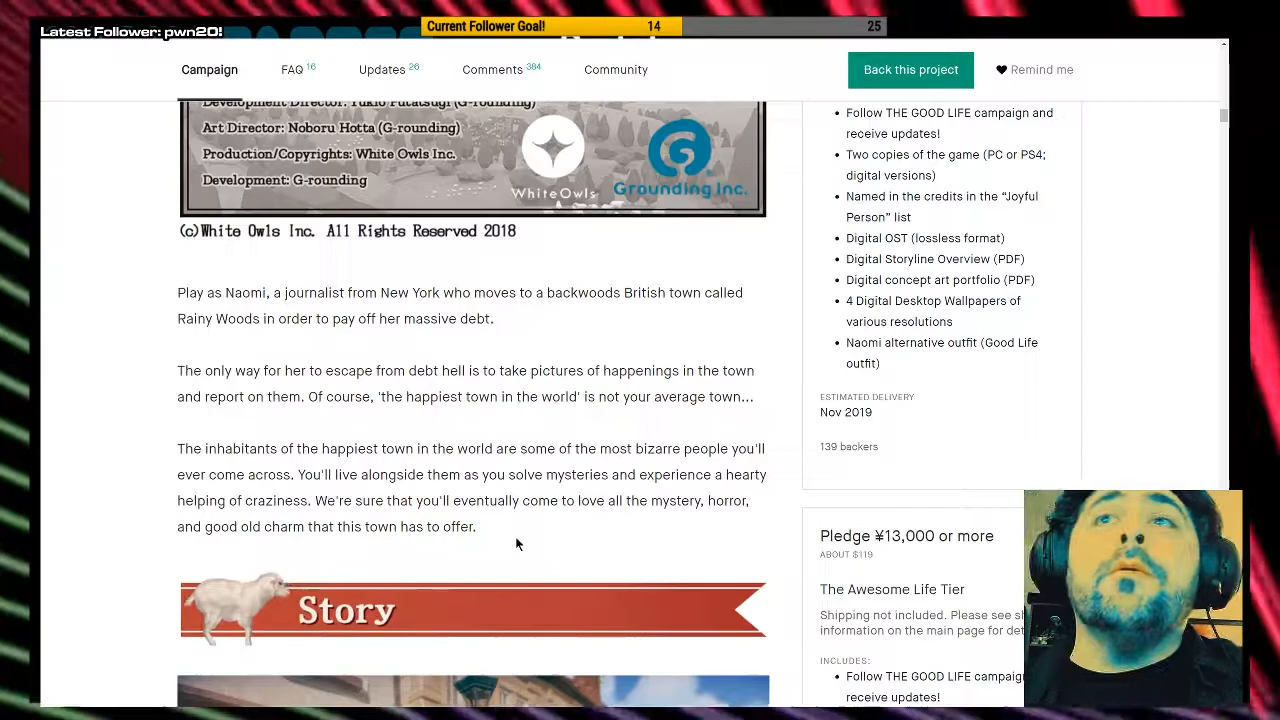 Latest Follower: pwn20!
Current Follower Goal! 14 25
Campaign FAQ 16 Updates 26 Comments 384 Community
Back this project
Remind me
Development Director: Yukio Futatsugi (G-rounding)
Art Director: Noboru Hotta (G-rounding)
Production/Copyrights: White Owls Inc.
Development: G-rounding
WhiteOwls
Grounding Inc.
(c)White Owls Inc. All Rights Reserved 2018
Play as Naomi, a journalist from New York who moves to a backwoods British town called
Rainy Woods in order to pay off her massive debt.
The only way for her to escape from debt hell is to take pictures of happenings in the town
and report on them. Of course, 'the happiest town in the world' is not your average town...
The inhabitants of the happiest town in the world are some of the most bizarre people you'll
ever come across. You'll live alongside them as you solve mysteries and experience a hearty
helping of craziness. We're sure that you'll eventually come to love all the mystery, horror,
and good old charm that this town has to offer.
Story
Follow THE GOOD LIFE campaign and
receive updates!
Two copies of the game (PC or PS4;
digital versions)
Named in the credits in the “Joyful
Person” list
Digital OST (lossless format)
Digital Storyline Overview (PDF)
Digital concept art portfolio (PDF)
4 Digital Desktop Wallpapers of
various resolutions
Naomi alternative outfit (Good Life
outfit)
ESTIMATED DELIVERY
Nov 2019
139 backers
Pledge ¥13,000 or more
ABOUT $119
The Awesome Life Tier
Shipping not included. Please see
information on the main page for
INCLUDES:
Follow THE GOOD LIFE
receive updates!